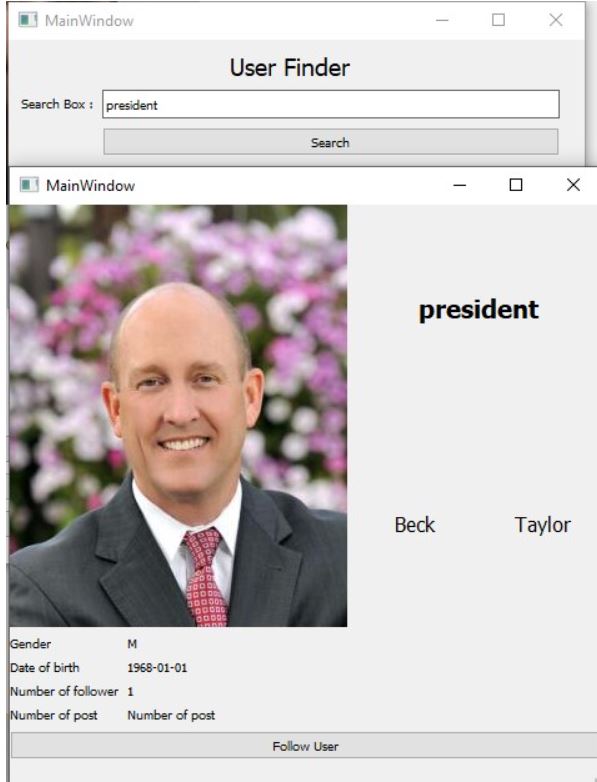 MainWindow
User Finder
Search Box : president
Search
MainWindow
president
Beck Taylor
Gender M
Date of birth 1968-01-01
Number of follower 1
Number of post Number of post
Follow User